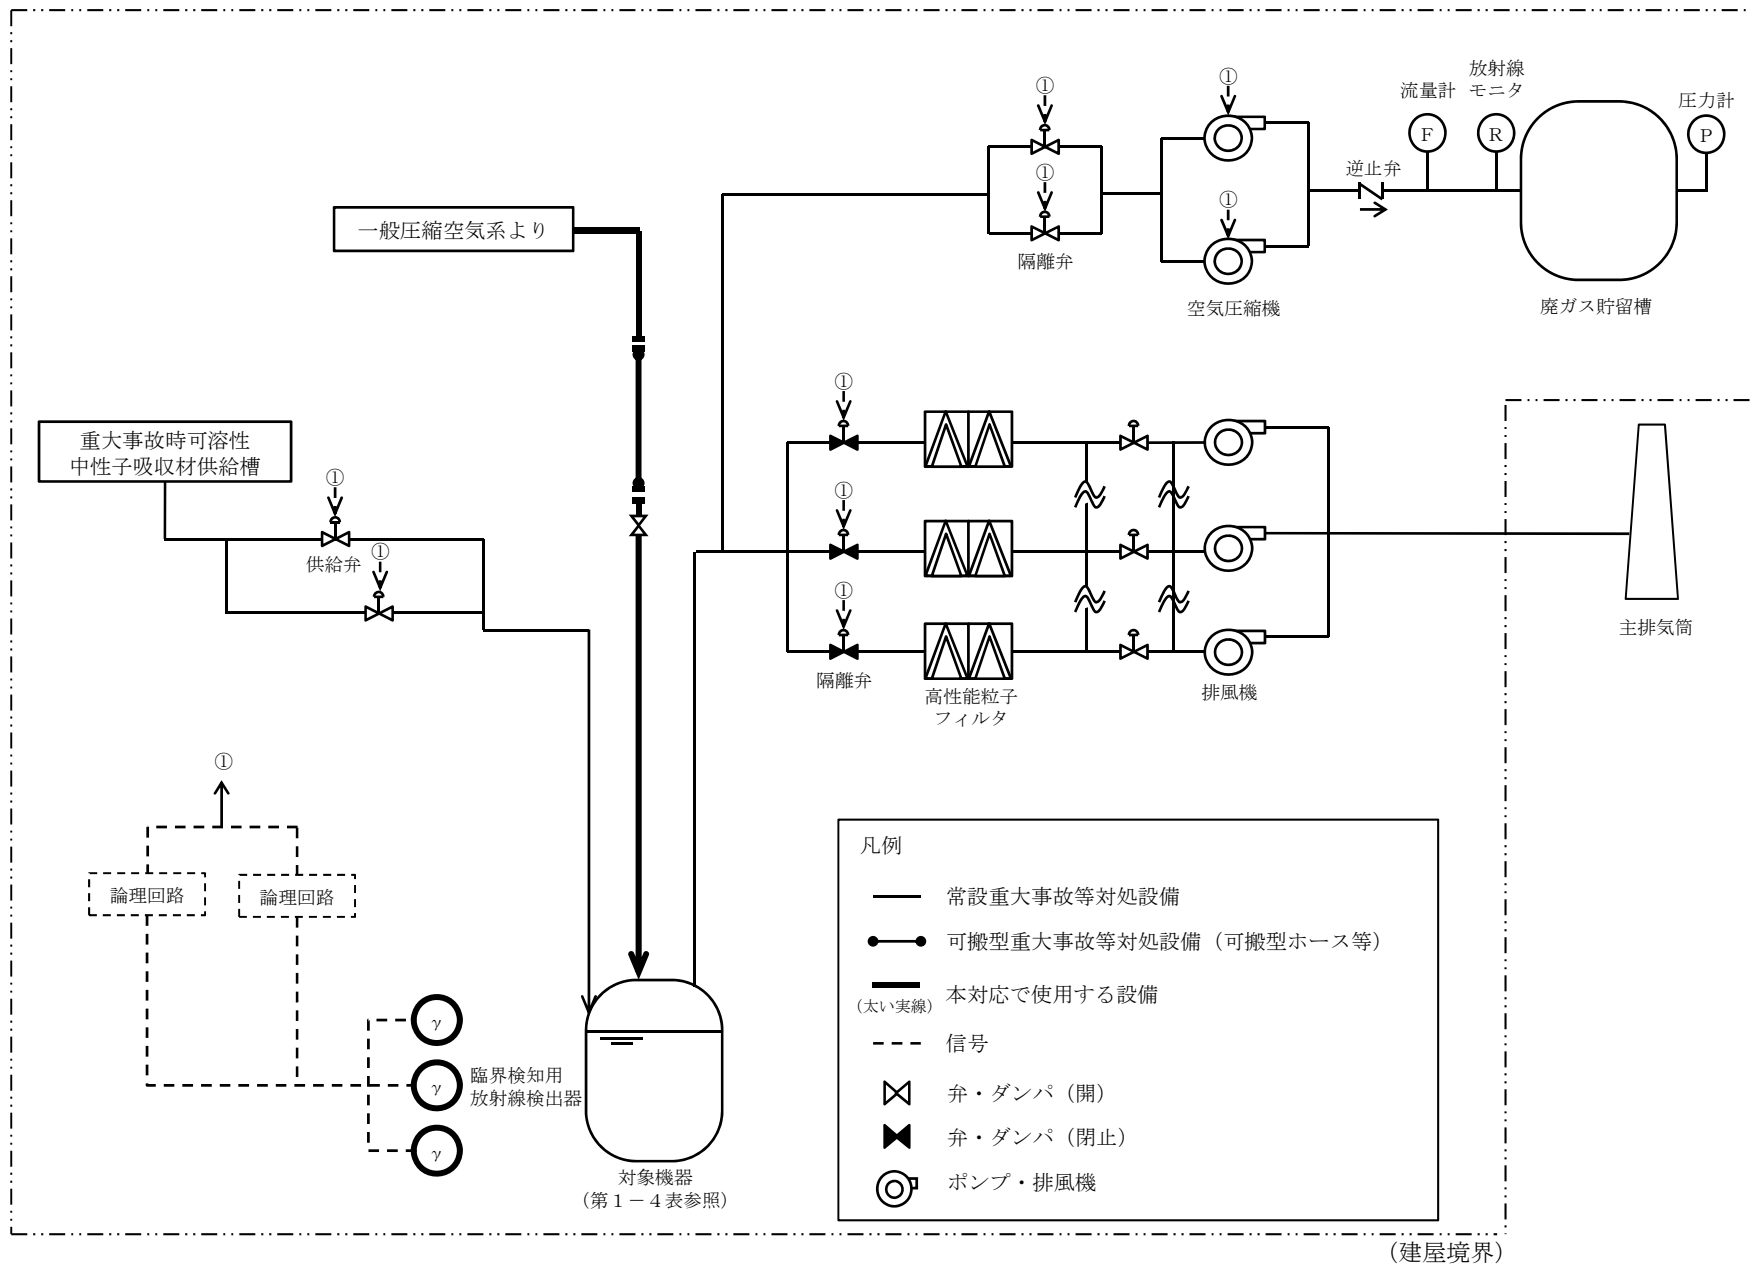 ①
①
隔離弁
①
①
空気圧縮機
逆止弁
流量計
F
放射線
モニタ
R
圧力計
P
廃ガス貯留槽
一般圧縮空気系より
重大事故時可溶性
中性子吸収材供給槽
①
供給弁
①
①
①
①
隔離弁
高性能粒子
フィルタ
排風機
主排気筒
①
論理回路
論理回路
γ
γ
γ
臨界検知用
放射線検出器
対象機器
（第１－４表参照）
凡例
常設重大事故等対処設備
可搬型重大事故等対処設備（可搬型ホース等）
（太い実線）
本対応で使用する設備
信号
弁・ダンパ（開）
弁・ダンパ（閉止）
ポンプ・排風機
（建屋境界）